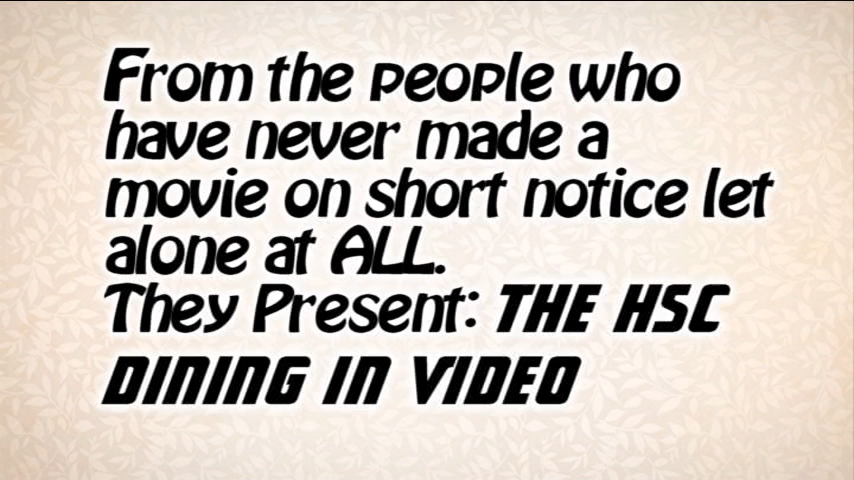 From the people who
have never made a
movie on short notice let
alone at ALL.
They Present: THE HSC
DINING IN VIDEO